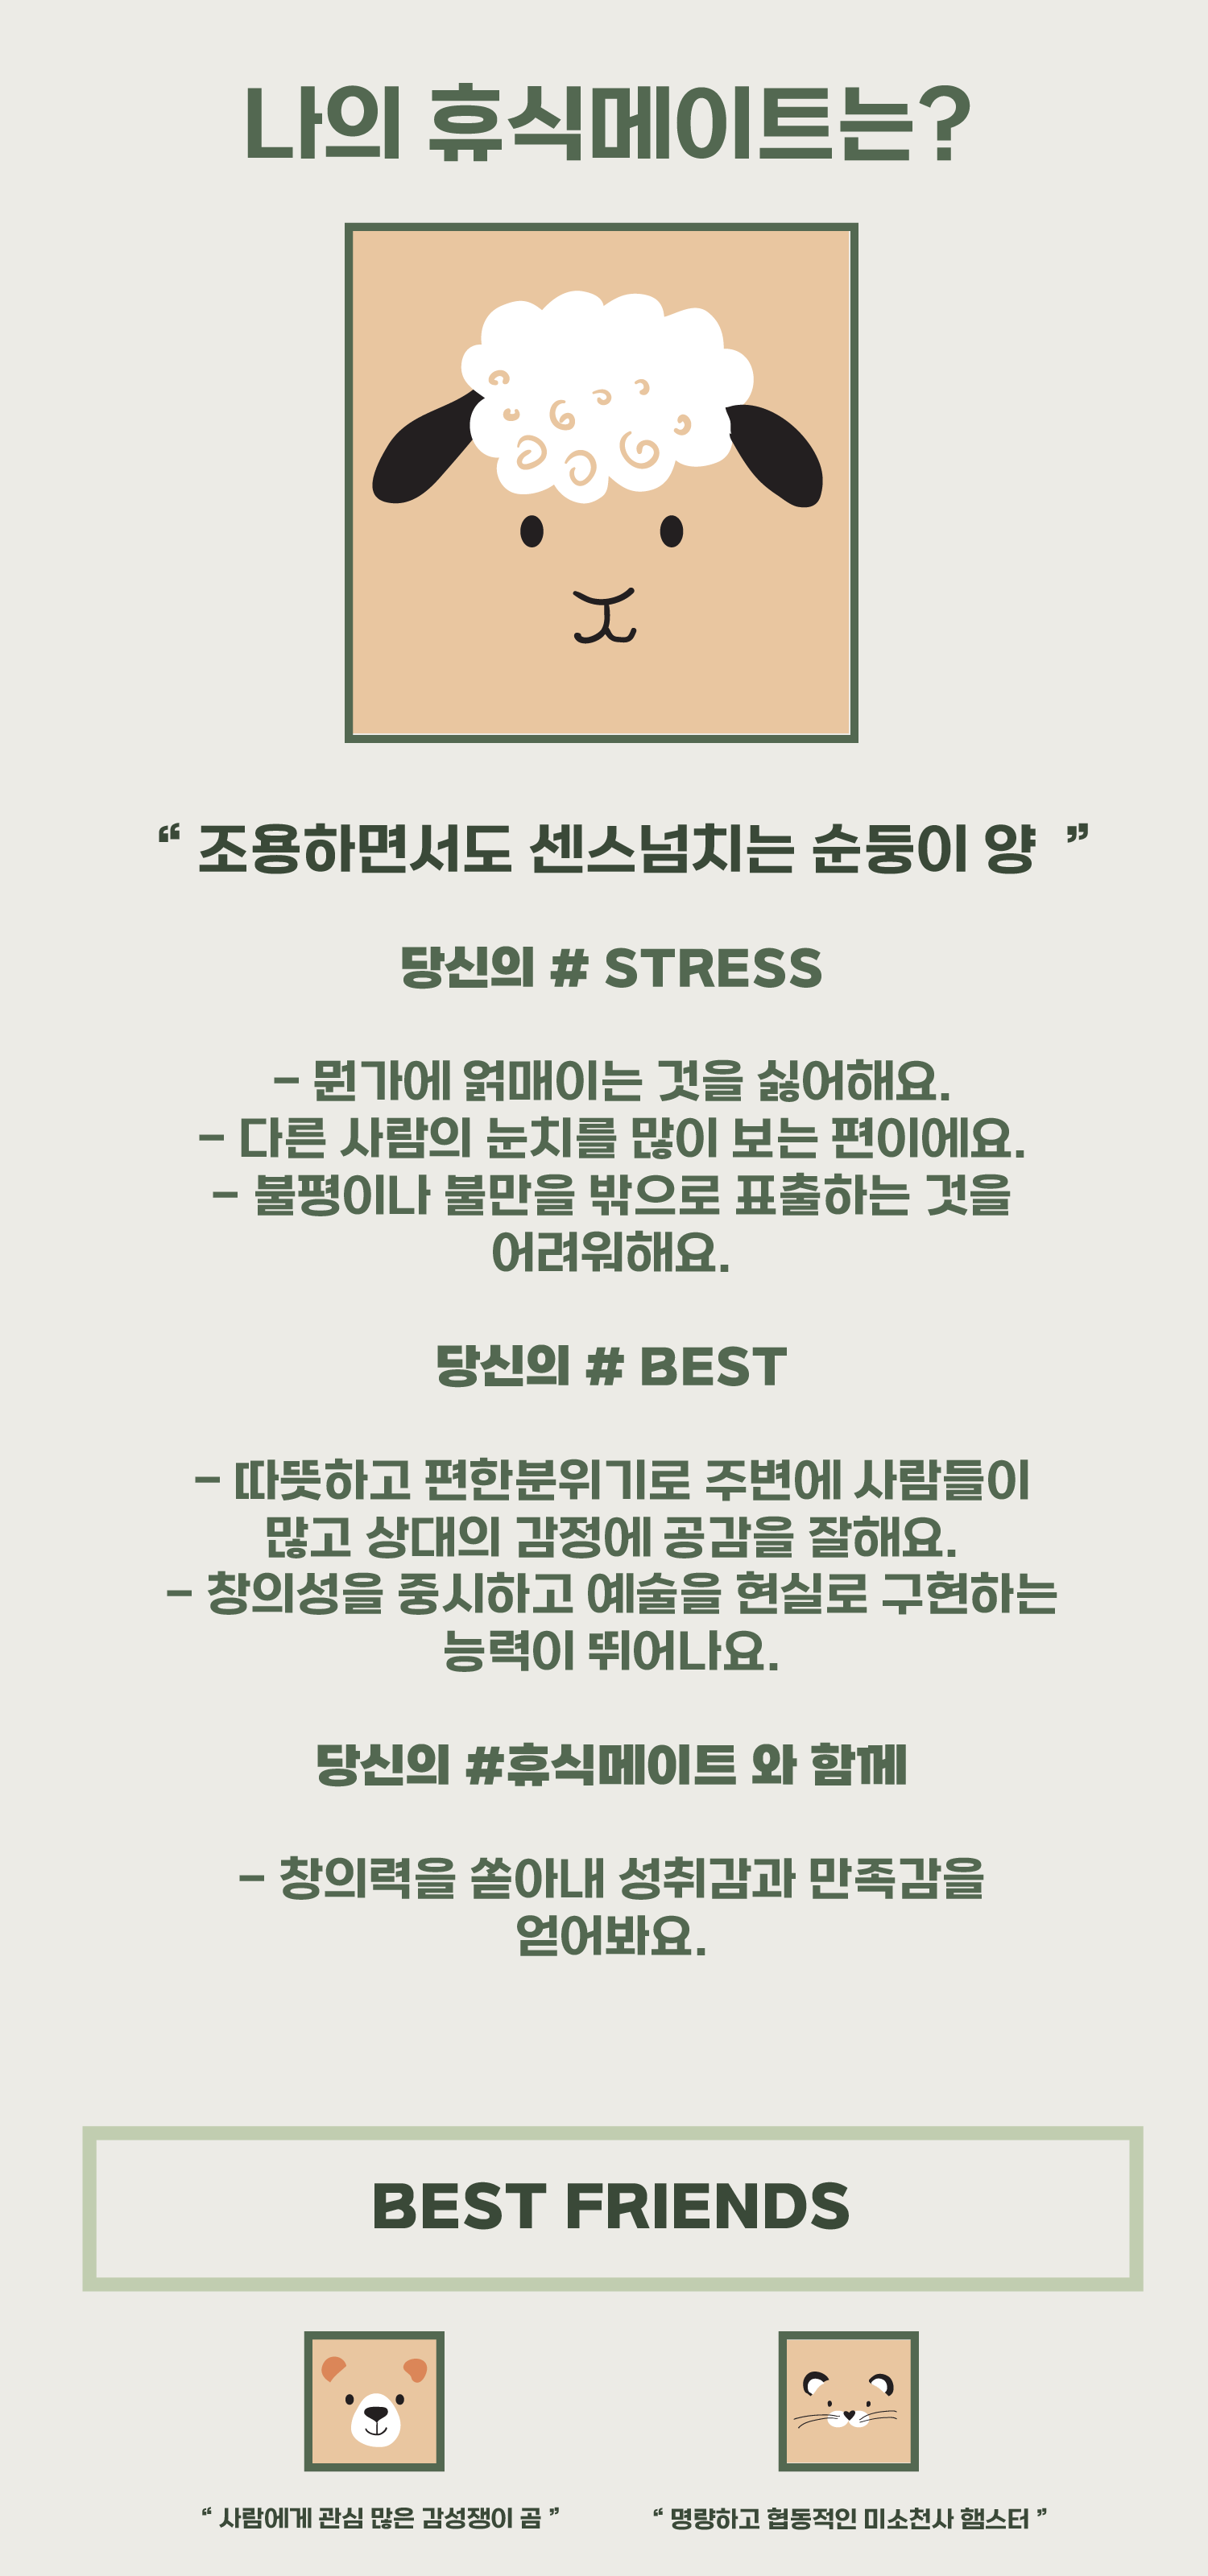 나의 휴식메이트는?
“ 조용하면서도 센스넘치는 순둥이 양 ”
당신의 # STRESS
- 뭔가에 얽매이는 것을 싫어해요.
- 다른 사람의 눈치를 많이 보는 편이에요.
- 불평이나 불만을 밖으로 표출하는 것을
어려워해요.
당신의 # BEST
- 따뜻하고 편한분위기로 주변에 사람들이
많고 상대의 감정에 공감을 잘해요.
- 창의성을 중시하고 예술을 현실로 구현하는
능력이 뛰어나요.
당신의 #휴식메이트 와 함께
- 창의력을 쏟아내 성취감과 만족감을
얻어봐요.
BEST FRIENDS
“ 사람에게 관심 많은 감성쟁이 곰 ”
“ 명량하고 협동적인 미소천사 햄스터 ”